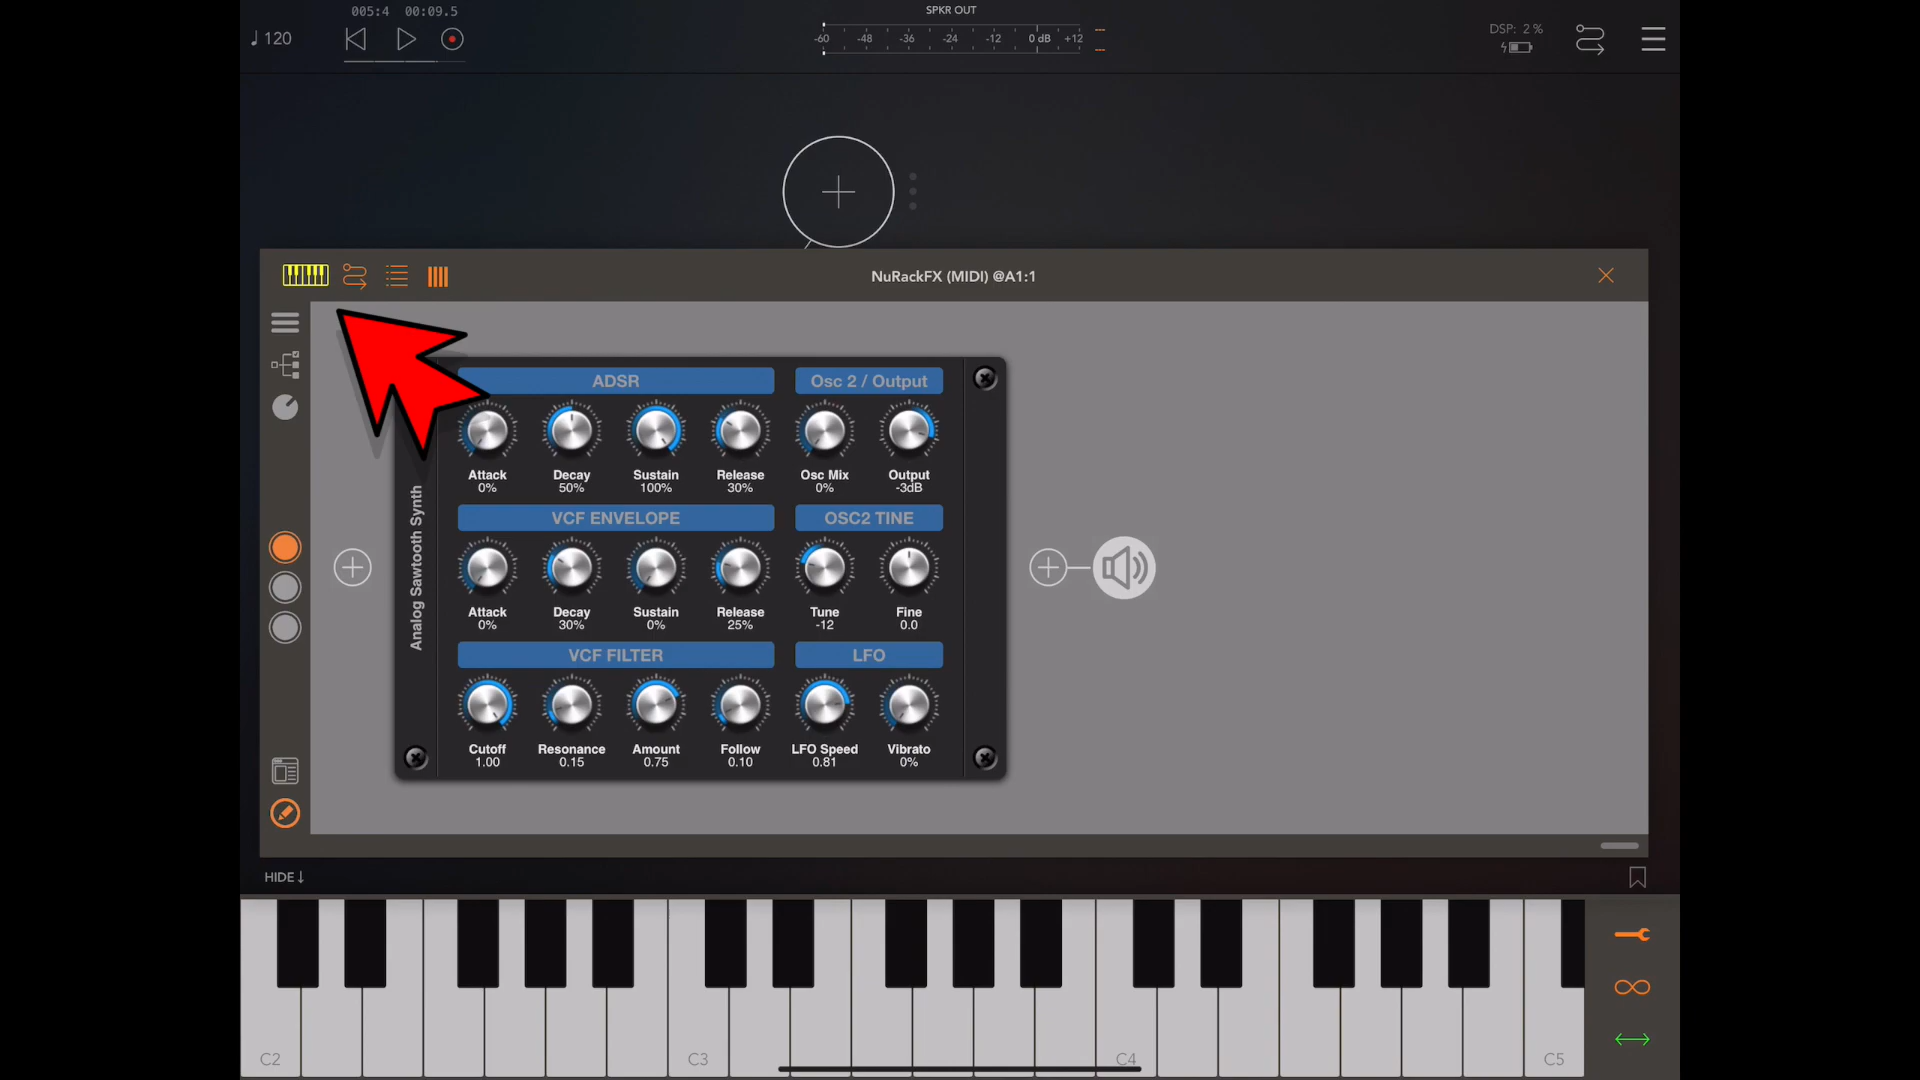 005:4 00:09.5
SPKR OUT
♩ 120
-60 -48 -36 -24 -12 0 dB +12
DSP: 2 %
NuRackFX (MIDI) @A1:1
Analog Sawtooth Synth
ADSR
Osc 2 / Output
Attack Decay Sustain Release Osc Mix Output
0% 50% 100% 30% 0% -3dB
VCF ENVELOPE
OSC2 TINE
Attack Decay Sustain Release Tune Fine
0% 30% 0% 25% -12 0.0
VCF FILTER
LFO
Cutoff Resonance Amount Follow LFO Speed Vibrato
1.00 0.15 0.75 0.10 0.81 0%
HIDE↓
C2 C3 C4 C5